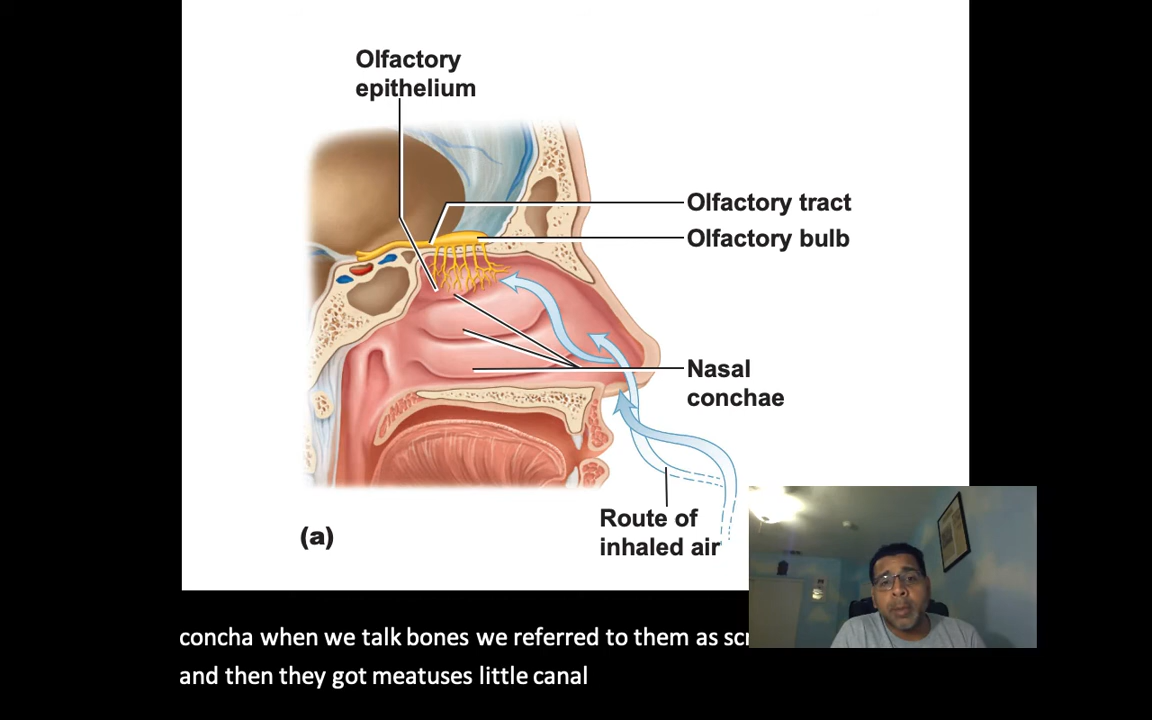 Olfactory
epithelium
Olfactory tract
Olfactory bulb
Nasal
conchae
Route of
inhaled air
(a)
concha when we talk bones we referred to them as
and then they got meatuses little canal